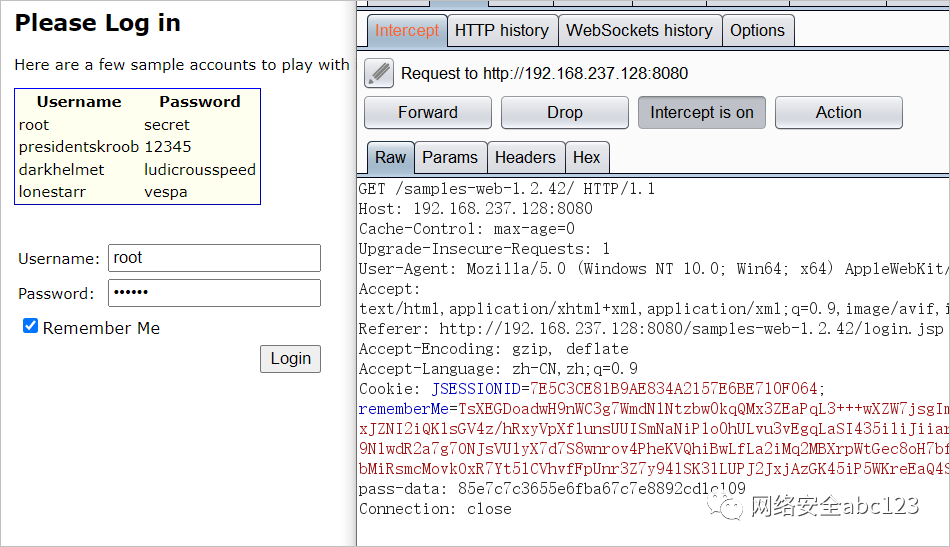 Please Log in
Here are a few sample accounts to play with
Username Password
root secret
presidentskroob 12345
darkhelmet ludicrousspeed
lonestarr vespa
Username: root
Password: ••••••
Remember Me
Login
Intercept HTTP history WebSockets history Options
Request to http://192.168.237.128:8080
Forward Drop Intercept is on Action
Raw Params Headers Hex
GET /samples-web-1.2.42/ HTTP/1.1
Host: 192.168.237.128:8080
Cache-Control: max-age=0
Upgrade-Insecure-Requests: 1
User-Agent: Mozilla/5.0 (Windows NT 10.0; Win64; x64) AppleWebKit/
Accept:
text/html,application/xhtml+xml,application/xml;q=0.9,image/avif,i
Referer: http://192.168.237.128:8080/samples-web-1.2.42/login.jsp
Accept-Encoding: gzip, deflate
Accept-Language: zh-CN,zh;q=0.9
Cookie: JSESSIONID=7E5C3CE81B9AE834A2157E6BE710F064;
rememberMe=
pass-data: 85e7c7c3655e6fba67c7e8892cd1c109
Connection: close
网络安全abc123